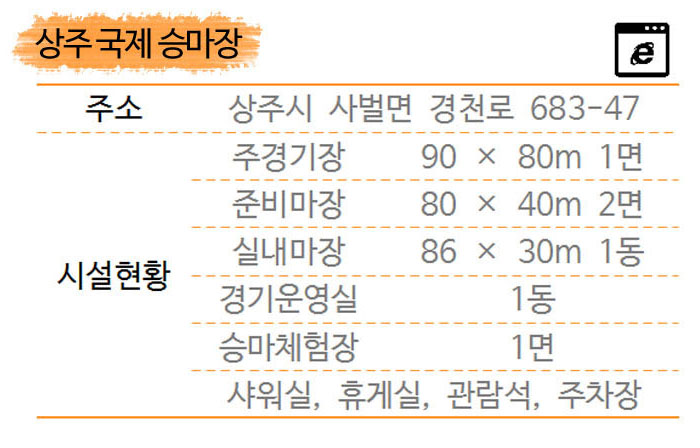 상주 국제 승마장
주소 상주시 사벌면 경천로 683-47
주경기장 90 × 80m 1면
준비마장 80 × 40m 2면
실내마장 86 × 30m 1동
시설현황
경기운영실 1동
승마체험장 1면
샤워실, 휴게실, 관람석, 주차장